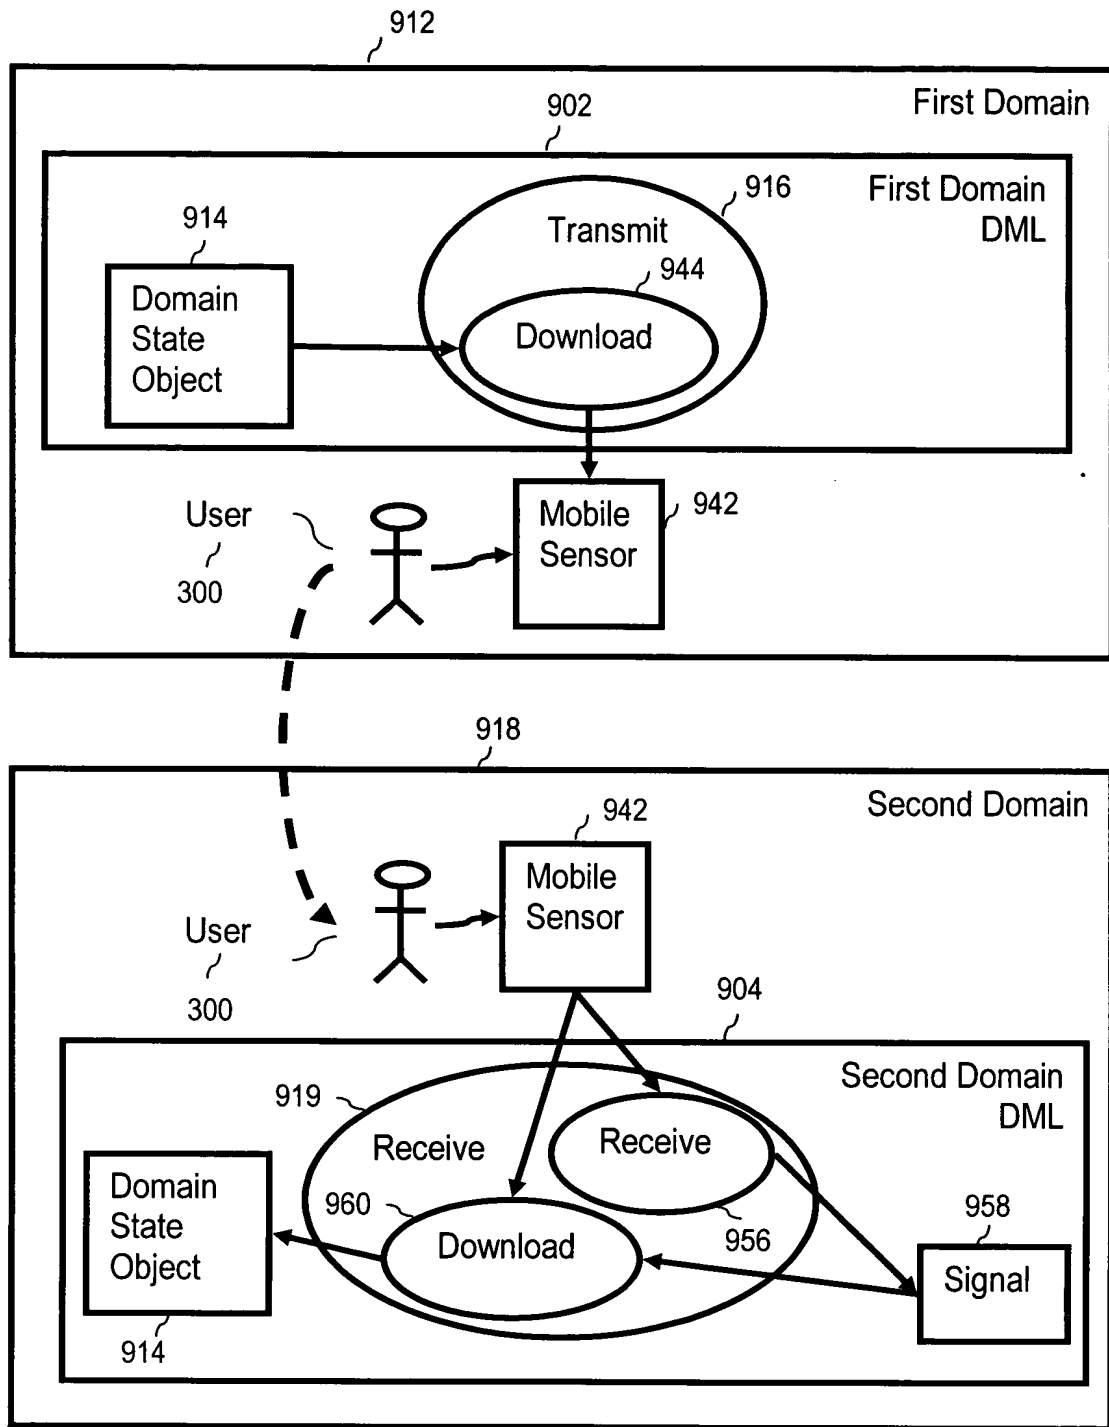 912
First Domain
902
First Domain
DML
916
914
Transmit
944
Domain
State
Object
Download
User
300
Mobile
Sensor
942
918
Second Domain
942
Mobile
Sensor
User
300
904
Second Domain
DML
919
Receive
Receive
Domain
State
Object
960
Download
956
958
Signal
914